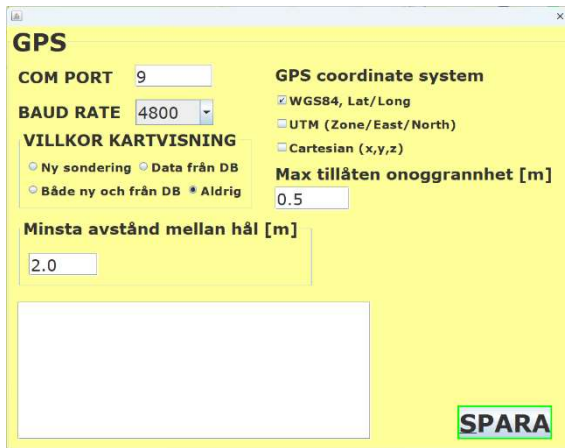 GPS
COM PORT 9
BAUD RATE 4800
VILLKOR KARTVISNING
Ny sondering Data från DB
Både ny och från DB Aldrig
GPS coordinate system
WGS84, Lat/Long
UTM (Zone/East/North)
Cartesian (x,y,z)
Max tillåten onoggrannhet [m]
0.5
Minsta avstånd mellan hål [m]
2.0
SPARA